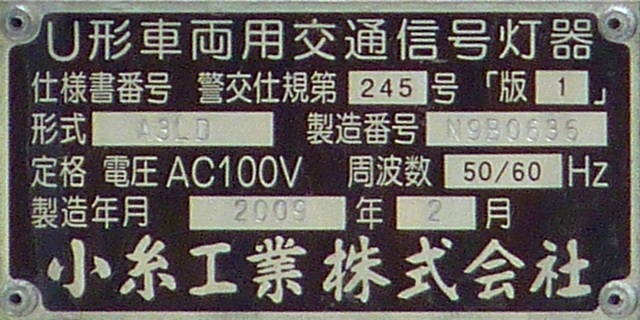 U形車両用交通信号灯器
仕様書番号 警交仕規第 245 号「版 1 」
形式 A3LD 製造番号 N9B0636
定格 電圧 AC100V 周波数 50/60 Hz
製造年月 2009 年 2 月
小糸工業株式会社